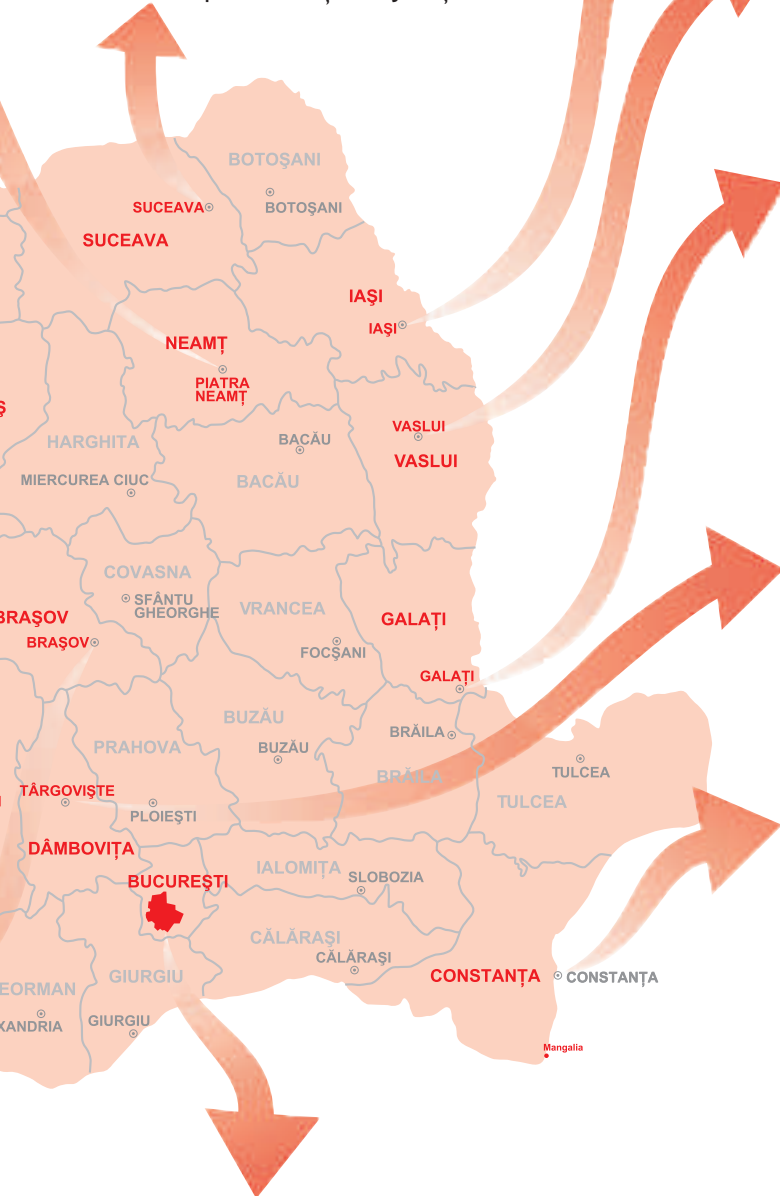 BOTOŞANI
BOTOŞANI
SUCEAVA
SUCEAVA
IAŞI
IAŞI
NEAMȚ
PIATRA
NEAMȚ
Ş
VASLUI
VASLUI
HARGHITA
BACĂU
BACĂU
MIERCUREA CIUC
COVASNA
SFÂNTU
GHEORGHE
VRANCEA
FOCŞANI
GALAȚI
GALAȚI
BRAŞOV
BRAŞOV
BUZĂU
BUZĂU
BRĂILA
BRĂILA
PRAHOVA
TULCEA
TULCEA
TÂRGOVIŞTE
PLOIEŞTI
DÂMBOVIȚA
BUCUREŞTI
IALOMIȚA
SLOBOZIA
CĂLĂRAŞI
CĂLĂRAŞI
CONSTANȚA
CONSTANȚA
GIURGIU
GIURGIU
EORMAN
XANDRIA
Mangalia